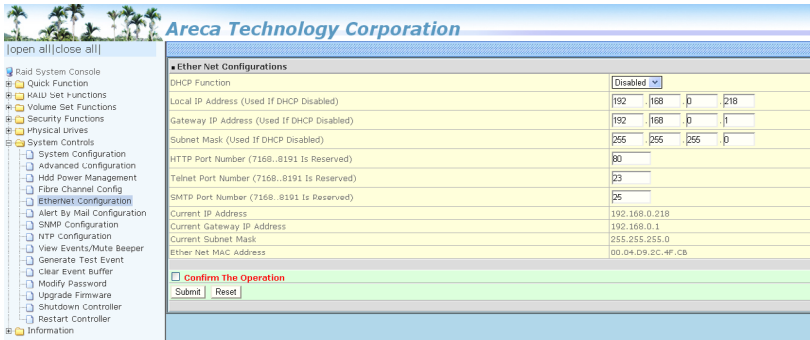 Areca Technology Corporation
|open all|close all|
Raid System Console
Quick Function
RAID Set Functions
Volume Set Functions
Security Functions
Physical Drives
System Controls
System Configuration
Advanced Configuration
Hdd Power Management
Fibre Channel Config
EtherNet Configuration
Alert By Mail Configuration
SNMP Configuration
NTP Configuration
View Events/Mute Beeper
Generate Test Event
Clear Event Buffer
Modify Password
Upgrade Firmware
Shutdown Controller
Restart Controller
Information
Ether Net Configurations
DHCP Function Disabled
Local IP Address (Used If DHCP Disabled) 192 . 168 . 0 . 218
Gateway IP Address (Used If DHCP Disabled) 192 . 168 . 0 . 1
Subnet Mask (Used If DHCP Disabled) 255 . 255 . 255 . 0
HTTP Port Number (7168..8191 Is Reserved) 80
Telnet Port Number (7168..8191 Is Reserved) 23
SMTP Port Number (7168..8191 Is Reserved) 25
Current IP Address 192.168.0.218
Current Gateway IP Address 192.168.0.1
Current Subnet Mask 255.255.255.0
Ether Net MAC Address 00.04.D9.2C.4F.CB
Confirm The Operation
Submit Reset